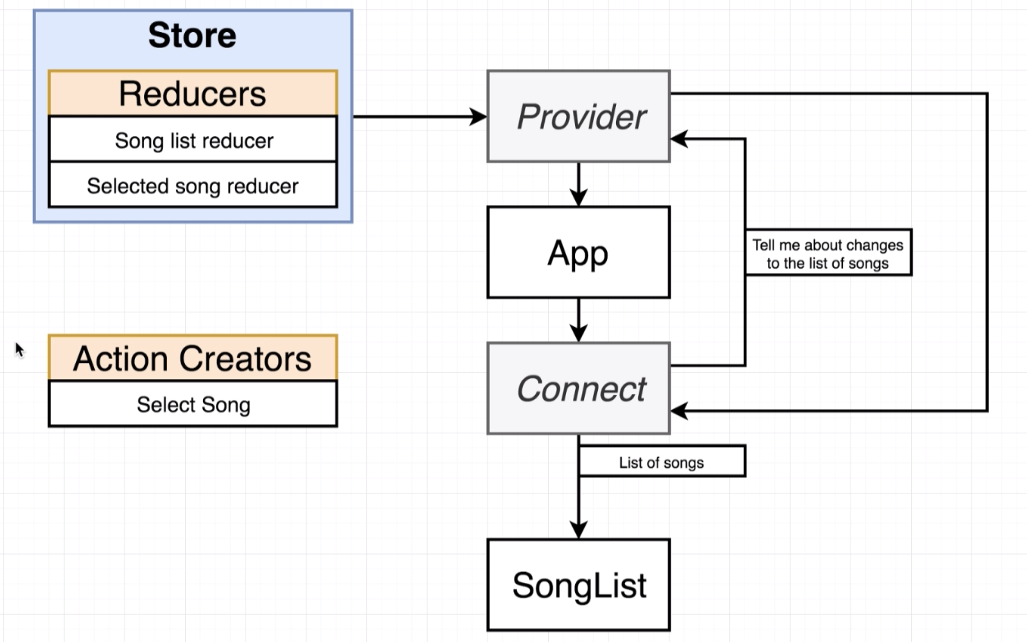 Store
Reducers
Song list reducer
Selected song reducer
Provider
App
Tell me about changes
to the list of songs
Action Creators
Select Song
Connect
List of songs
SongList